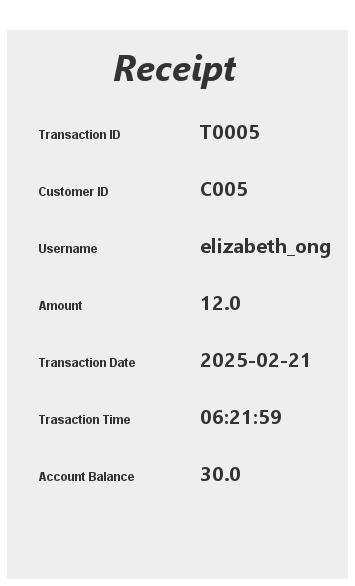 Receipt
Transaction ID T0005
Customer ID C005
Username elizabeth_ong
Amount 12.0
Transaction Date 2025-02-21
Trasaction Time 06:21:59
Account Balance 30.0